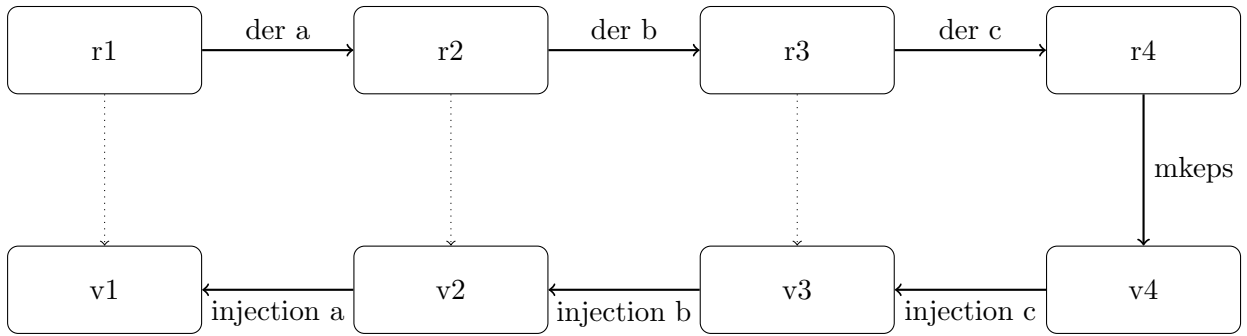 der a
der b
der c
r1
r2
r3
r4
mkeps
v1
v2
v3
v4
injection a
injection b
injection c